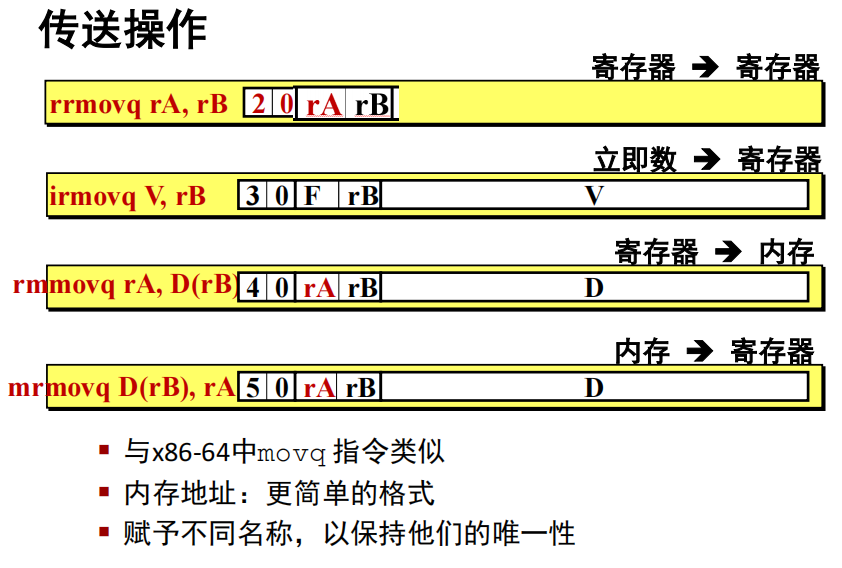 传送操作
寄存器 ➔ 寄存器
rrmovq rA, rB 2 0 rA rB
立即数 ➔ 寄存器
irmovq V, rB 3 0 F rB V
寄存器 ➔ 内存
rmmovq rA, D(rB) 4 0 rA rB D
内存 ➔ 寄存器
mrmovq D(rB), rA 5 0 rA rB D
▪ 与x86-64中movq 指令类似
▪ 内存地址：更简单的格式
▪ 赋予不同名称，以保持他们的唯一性